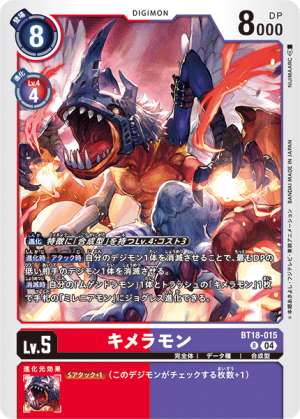 DIGIMON
登場
8
8000
DP
進化
Lv.4
4
NIJIMAARC
進化 特徴に《合成型》を持つLv.4:コスト3
進化時 アタック時 自分のデジモン1体を消滅させることで、最もDPの
低い相手のデジモン1体を消滅させる。
消滅時 自分の「ムゲンドラモン」1体とトラッシュの「キメラモン」1枚
で手札の「ミレニアモン」にジョグレス進化できる。
Lv.5
キメラモン
BT18-015
R 04
完全体
データ種
合成型
進化元効果
Sアタック+1 (このデジモンがチェックする枚数+1)
BANDAI MADE IN JAPAN